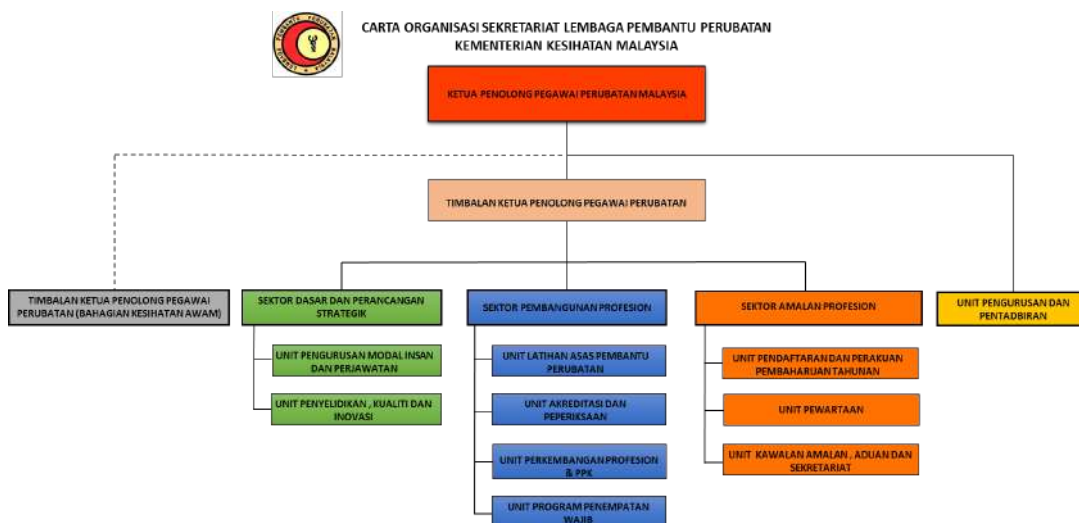 CARTA ORGANISASI SEKRETARIAT LEMBAGA PEMBANTU PERUBATAN
KEMENTERIAN KESIHATAN MALAYSIA
KETUA PENOLONG PEGAWAI PERUBATAN MALAYSIA
TIMBALAN KETUA PENOLONG PEGAWAI PERUBATAN
TIMBALAN KETUA PENOLONG PEGAWAI
PERUBATAN (BAHAGIAN KESIHATAN AWAM)
SEKTOR DASAR DAN PERANCANGAN
STRATEGIK
UNIT PENGURUSAN MODAL INSAN
DAN PERJAWATAN
UNIT PENYELIDIKAN , KUALITI DAN
INOVASI
SEKTOR PEMBANGUNAN PROFESION
UNIT LATIHAN ASAS PEMBANTU
PERUBATAN
UNIT AKREDITASI DAN
PEPERIKSAAN
UNIT PERKEMBANGAN PROFESION
& PPK
UNIT PROGRAM PENEMPATAN
WAJIB
SEKTOR AMALAN PROFESION
UNIT PENDAFTARAN DAN PERAKUAN
PEMBAHARUAN TAHUNAN
UNIT PEWARTAAN
UNIT KAWALAN AMALAN , ADUAN DAN
SEKRETARIAT
UNIT PENGURUSAN DAN
PENTADBIRAN